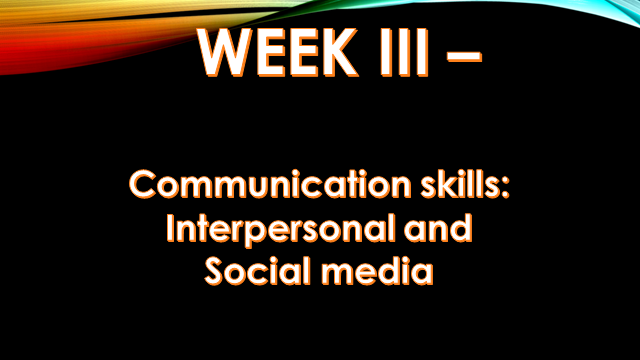 WEEK III –
Communication skills:
Interpersonal and
Social media